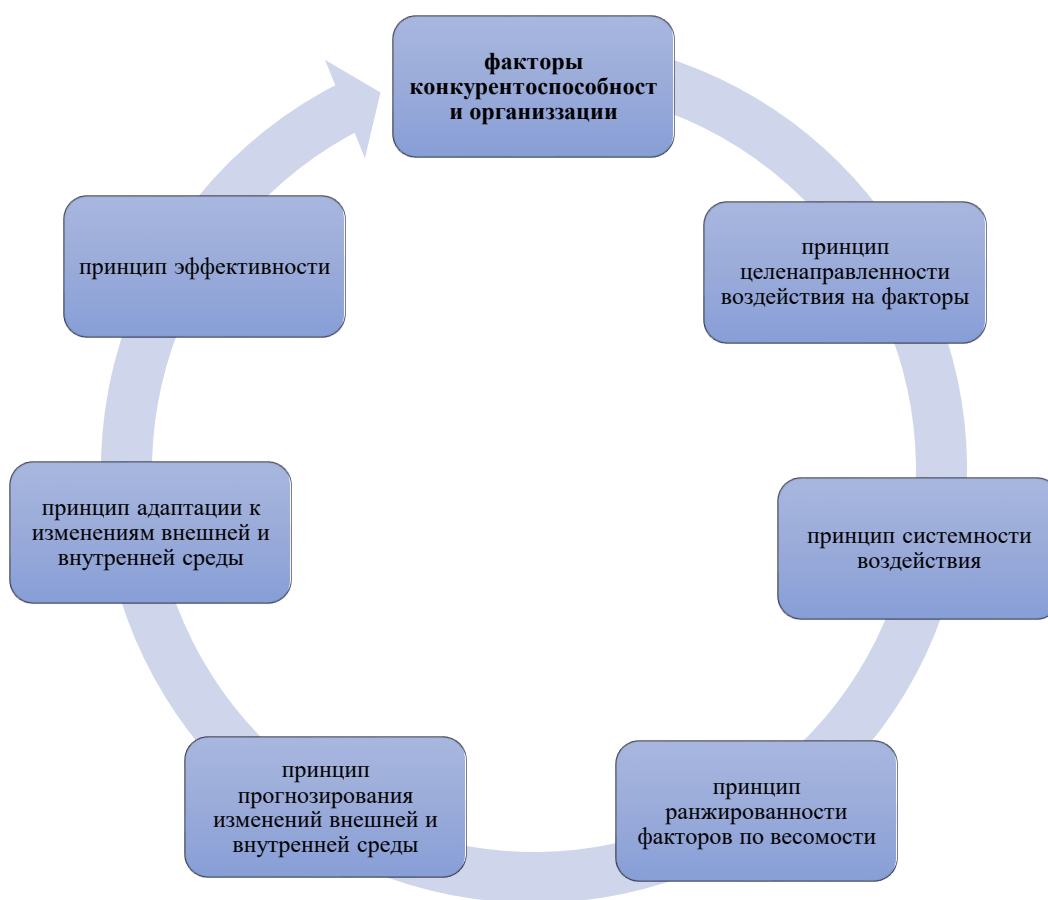 факторы
конкурентоспособност
и организзации
принцип
целенаправленности
воздействия на факторы
принцип системности
воздействия
принцип
ранжированности
факторов по весомости
принцип
прогнозирования
изменений внешней и
внутренней среды
принцип адаптации к
изменениям внешней и
внутренней среды
принцип эффективности